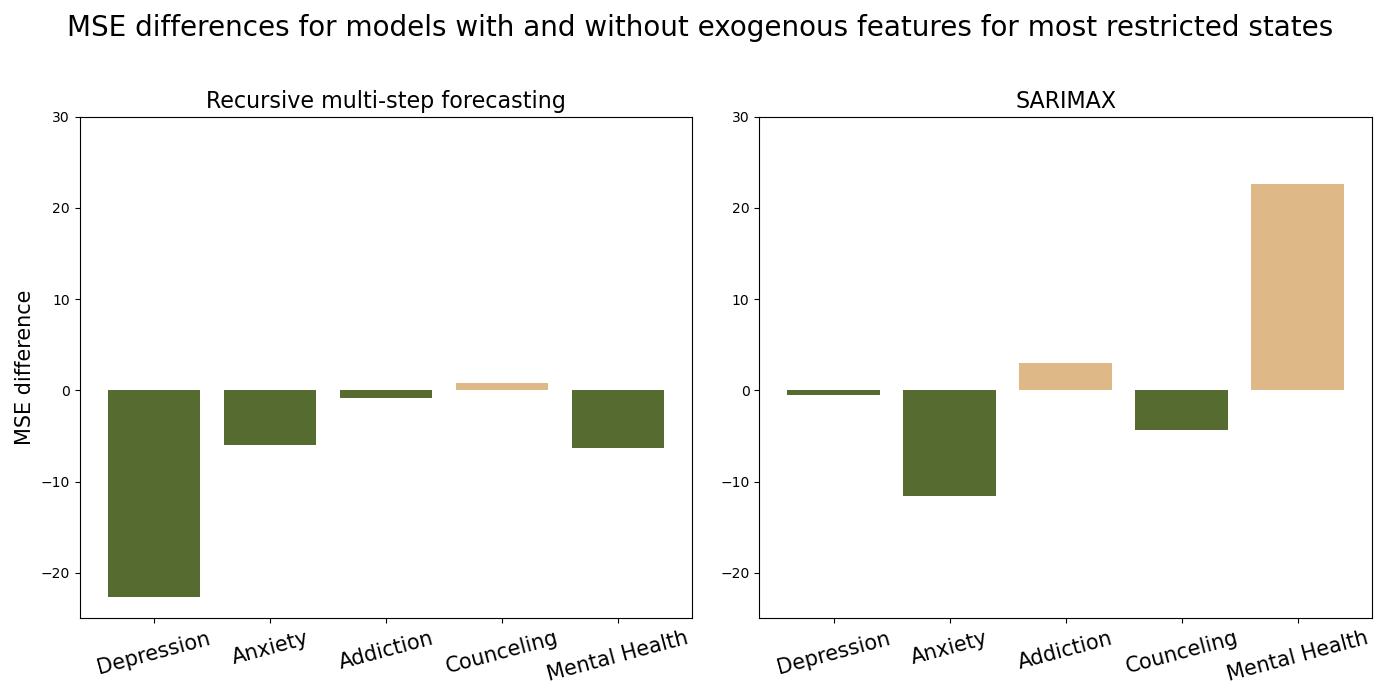 MSE differences for models with and without exogenous features for most restricted states
Recursive multi-step forecasting
MSE difference
30
20
10
0
−10
−20
Depression
Anxiety
Addiction
Counceling
Mental Health
SARIMAX
30
20
10
0
−10
−20
Depression
Anxiety
Addiction
Counceling
Mental Health